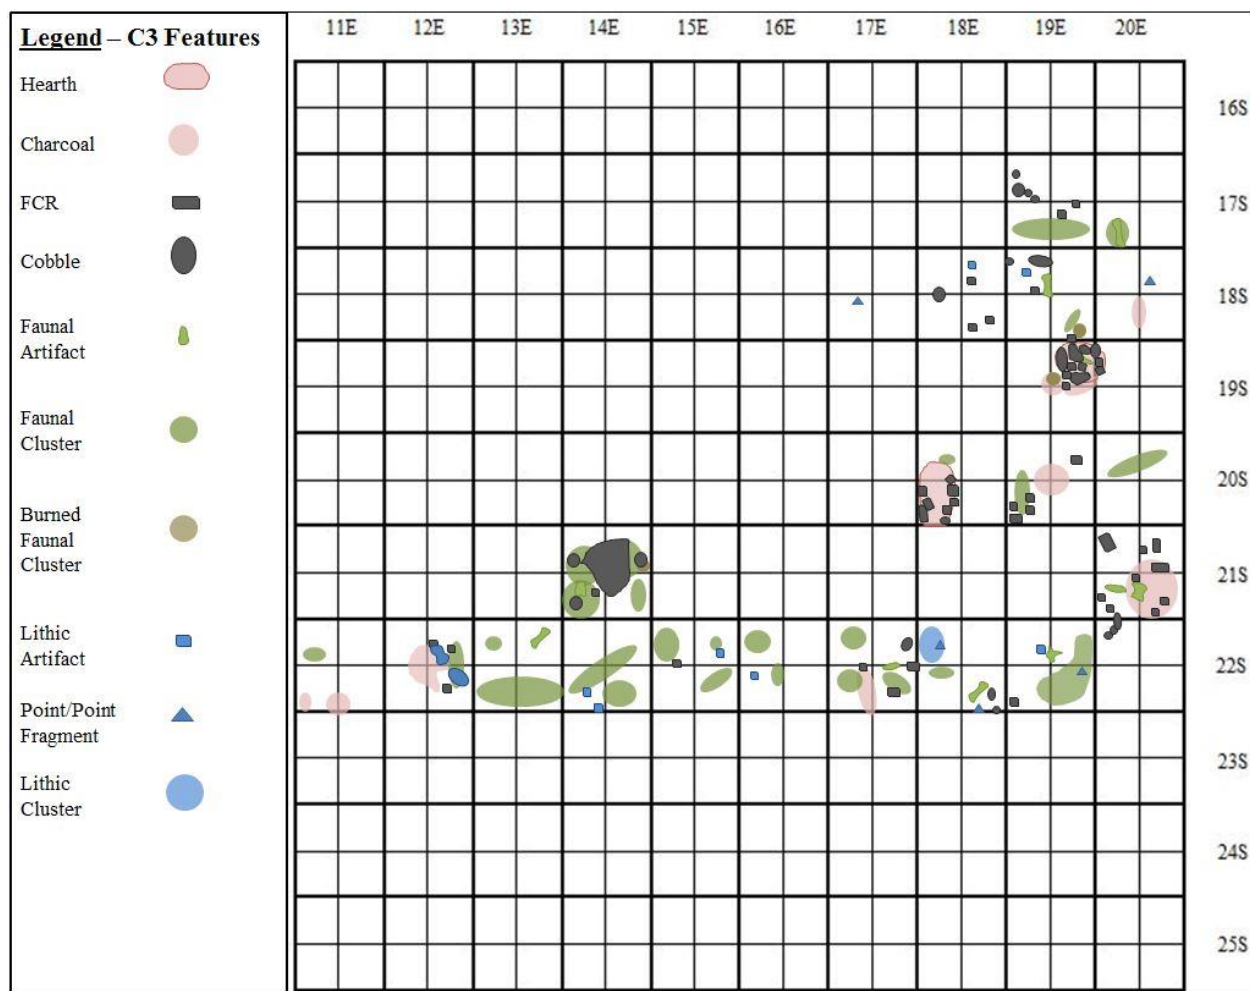 Legend – C3 Features
Hearth
Charcoal
FCR
Cobble
Faunal
Artifact
Faunal
Cluster
Burned
Faunal
Cluster
Lithic
Artifact
Point/Point
Fragment
Lithic
Cluster
11E 12E 13E 14E 15E 16E 17E 18E 19E 20E
16S
17S
18S
19S
20S
21S
22S
23S
24S
25S